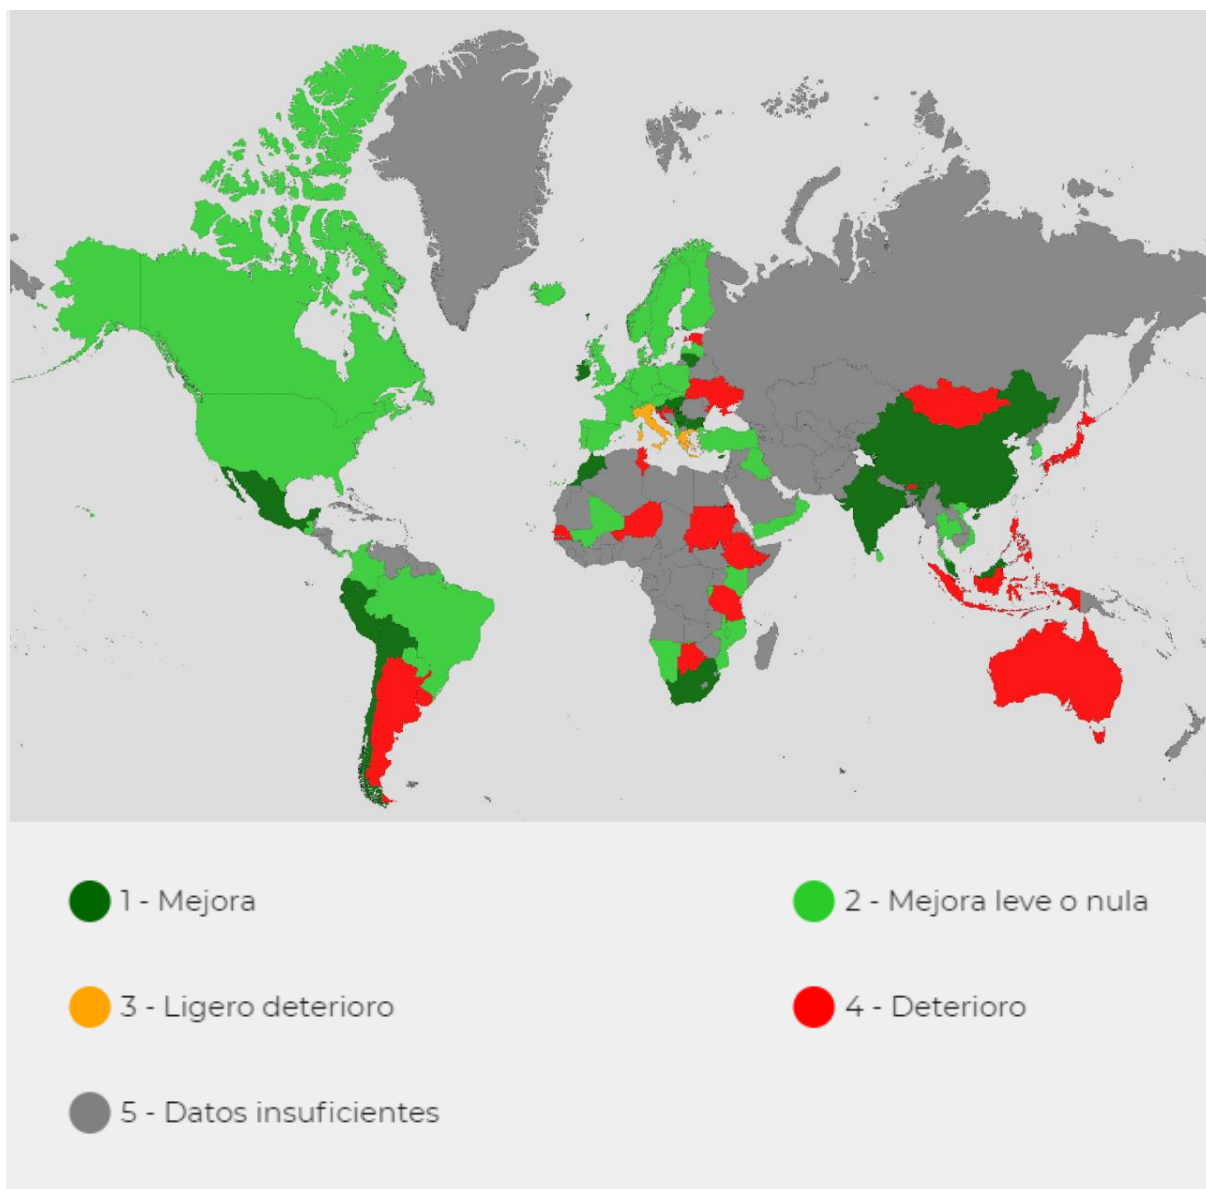 1 - Mejora
2 - Mejora leve o nula
3 - Ligero deterioro
4 - Deterioro
5 - Datos insuficientes